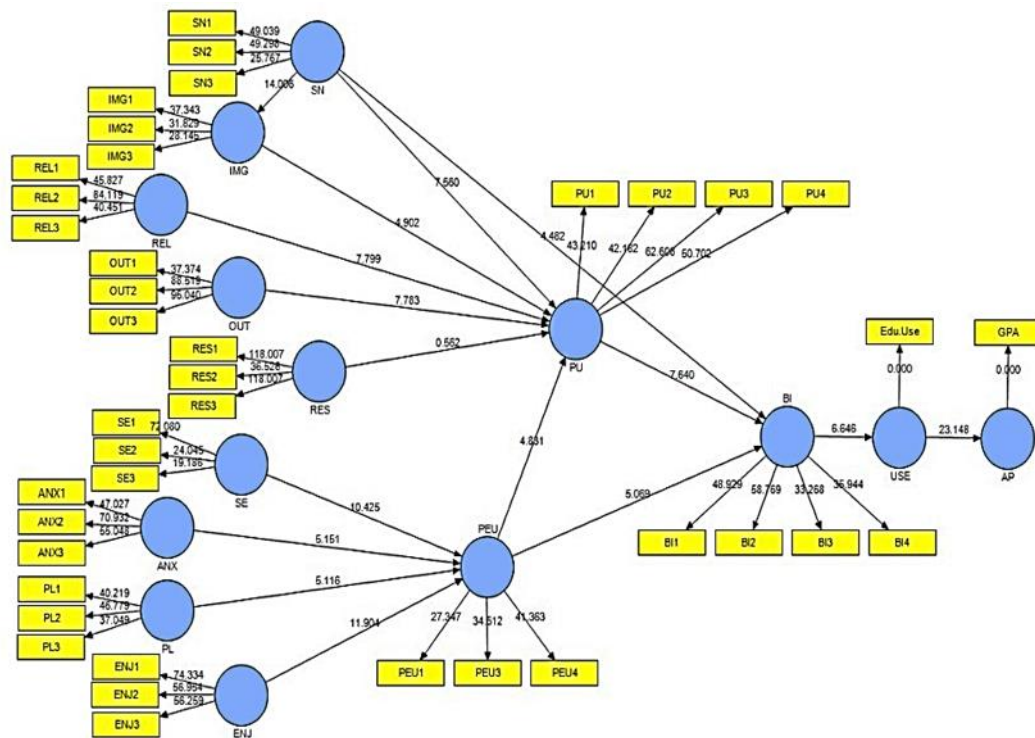 SN1
49.039
SN2
49.298
SN3
25.767
SN
14.006
IMG1
37.343
IMG2
31.829
IMG3
28.145
IMG
REL1
45.827
REL2
84.119
REL3
40.451
REL
OUT1
37.374
OUT2
88.519
OUT3
95.040
OUT
RES1
118.007
RES2
36.528
RES3
118.007
RES
SE1
72.080
SE2
24.045
SE3
19.186
SE
ANX1
47.027
ANX2
70.932
ANX3
55.048
ANX
PL1
40.219
PL2
46.779
PL3
37.049
PL
ENJ1
74.334
ENJ2
56.964
ENJ3
56.259
ENJ
7.560
4.902
7.799
7.783
0.562
4.482
PU1
PU2
PU3
PU4
43.210
42.182
62.606
50.702
PU
10.425
5.151
5.116
11.904
4.831
5.069
7.640
PEU
27.347
34.512
41.363
PEU1
PEU3
PEU4
BI
48.929
58.769
33.268
35.944
BI1
BI2
BI3
BI4
6.646
Edu.Use
0.000
USE
23.148
GPA
0.000
AP